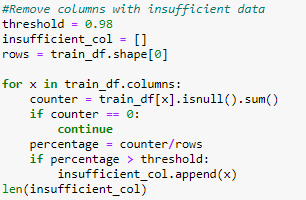 #Remove columns with insufficient data
threshold = 0.98
insufficient_col = []
rows = train_df.shape[0]

for x in train_df.columns:
    counter = train_df[x].isnull().sum()
    if counter == 0:
        continue
    percentage = counter/rows
    if percentage > threshold:
        insufficient_col.append(x)
len(insufficient_col)